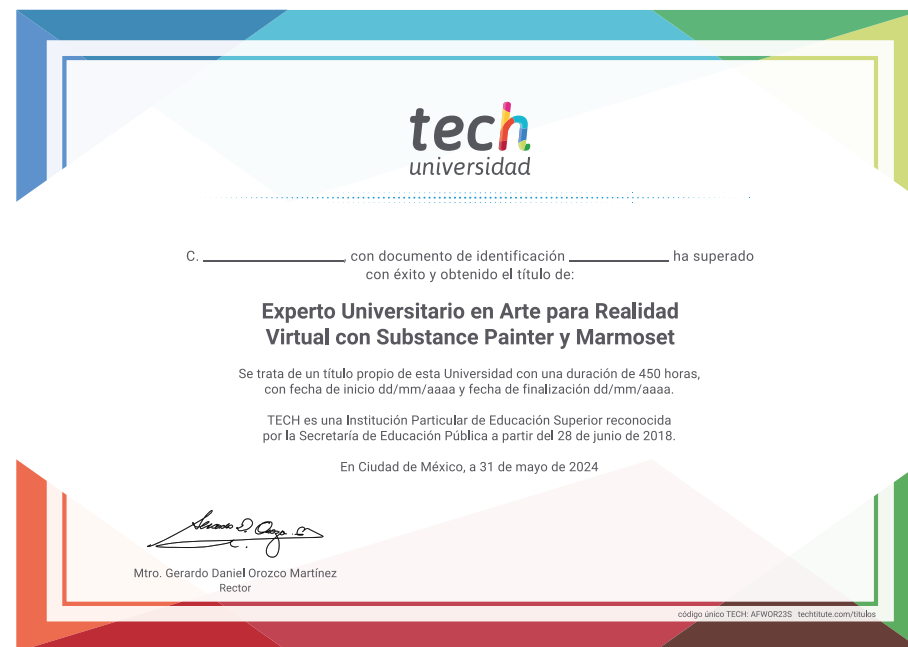 tech
universidad
C. ____________, con documento de identificación ____________ ha superado
con éxito y obtenido el título de:
Experto Universitario en Arte para Realidad
Virtual con Substance Painter y Marmoset
Se trata de un título propio de esta Universidad con una duración de 450 horas,
con fecha de inicio dd/mm/aaaa y fecha de finalización dd/mm/aaaa.
TECH es una Institución Particular de Educación Superior reconocida
por la Secretaría de Educación Pública a partir del 28 de junio de 2018.
En Ciudad de México, a 31 de mayo de 2024
Mtro. Gerardo Daniel Orozco Martínez
Rector
código único TECH: AFWOR23S techtitute.com/titulos